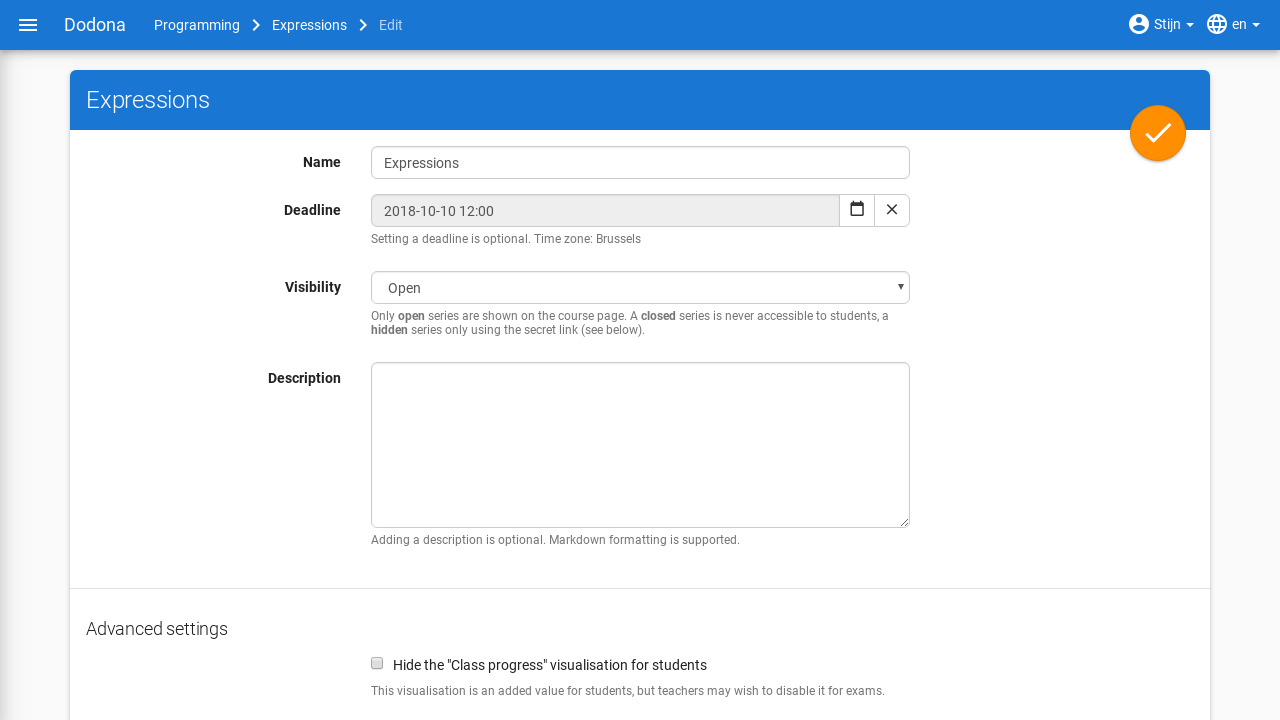 Dodona Programming Expressions Edit Stijn en
Expressions
Name Expressions
Deadline 2018-10-10 12:00
Setting a deadline is optional. Time zone: Brussels
Visibility Open
Only open series are shown on the course page. A closed series is never accessible to students, a
hidden series only using the secret link (see below).
Description
Adding a description is optional. Markdown formatting is supported.
Advanced settings
Hide the "Class progress" visualisation for students
This visualisation is an added value for students, but teachers may wish to disable it for exams.